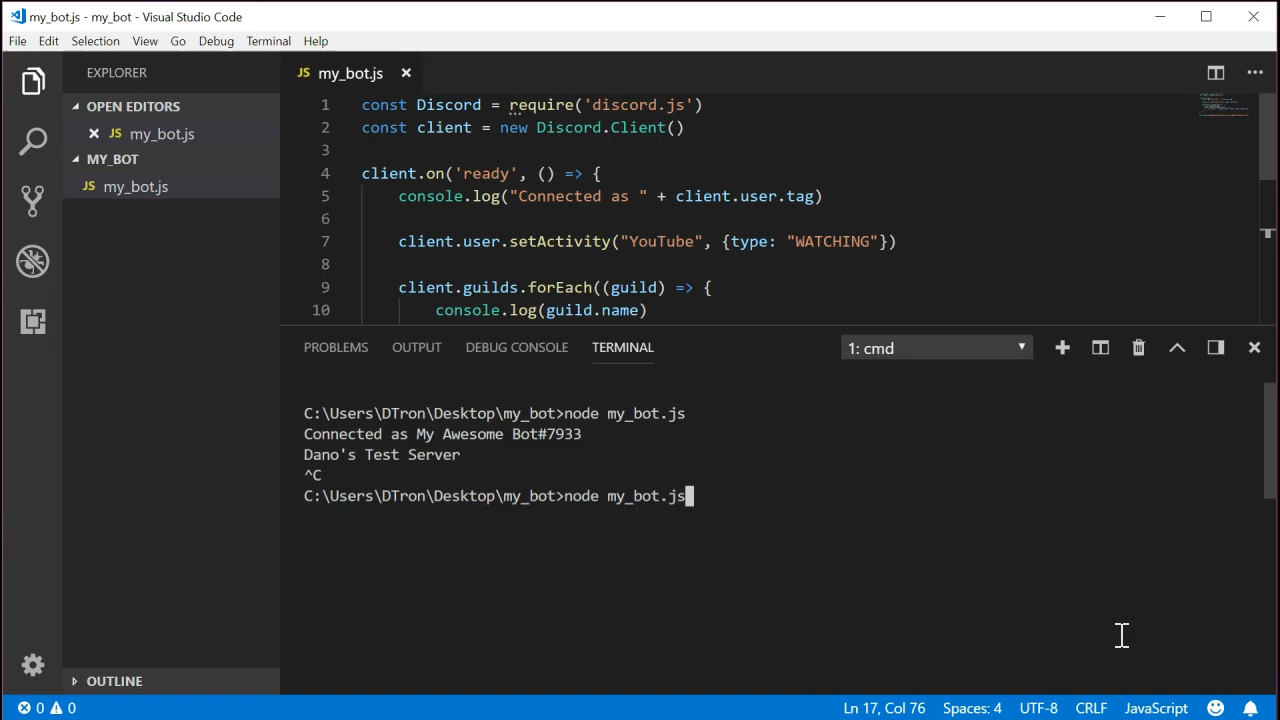 my_bot.js - my_bot - Visual Studio Code
File Edit Selection View Go Debug Terminal Help
EXPLORER
OPEN EDITORS
JS my_bot.js
MY_BOT
JS my_bot.js
OUTLINE
JS my_bot.js
1 const Discord = require('discord.js')
2 const client = new Discord.Client()
3
4 client.on('ready', () => {
5 console.log("Connected as " + client.user.tag)
6
7 client.user.setActivity("YouTube", {type: "WATCHING"})
8
9 client.guilds.forEach((guild) => {
10 console.log(guild.name)
PROBLEMS OUTPUT DEBUG CONSOLE TERMINAL 1: cmd
C:\Users\DTron\Desktop\my_bot>node my_bot.js
Connected as My Awesome Bot#7933
Dano's Test Server
^C
C:\Users\DTron\Desktop\my_bot>node my_bot.js
0 0 Ln 17, Col 76 Spaces: 4 UTF-8 CRLF JavaScript